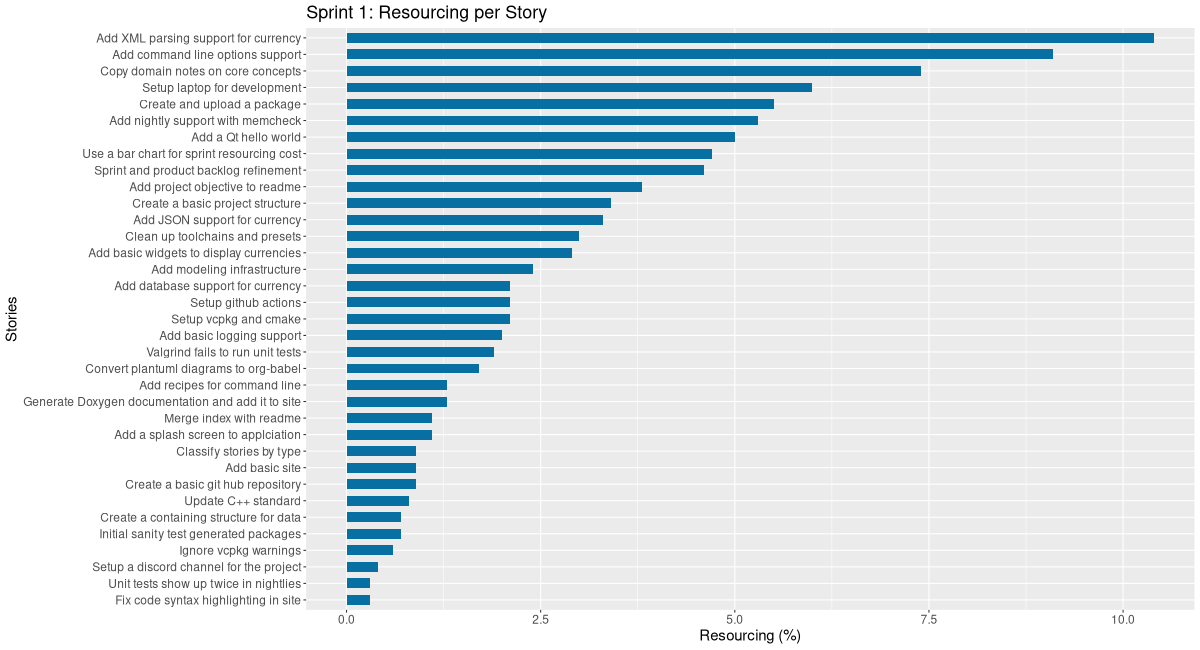 Sprint 1: Resourcing per Story
Stories
Add XML parsing support for currency
Add command line options support
Copy domain notes on core concepts
Setup laptop for development
Create and upload a package
Add nightly support with memcheck
Add a Qt hello world
Use a bar chart for sprint resourcing cost
Sprint and product backlog refinement
Add project objective to readme
Create a basic project structure
Add JSON support for currency
Clean up toolchains and presets
Add basic widgets to display currencies
Add modeling infrastructure
Add database support for currency
Setup github actions
Setup vcpkg and cmake
Add basic logging support
Valgrind fails to run unit tests
Convert plantuml diagrams to org-babel
Add recipes for command line
Generate Doxygen documentation and add it to site
Merge index with readme
Add a splash screen to applciation
Classify stories by type
Add basic site
Create a basic git hub repository
Update C++ standard
Create a containing structure for data
Initial sanity test generated packages
Ignore vcpkg warnings
Setup a discord channel for the project
Unit tests show up twice in nightlies
Fix code syntax highlighting in site
0.0 2.5 5.0 7.5 10.0
Resourcing (%)